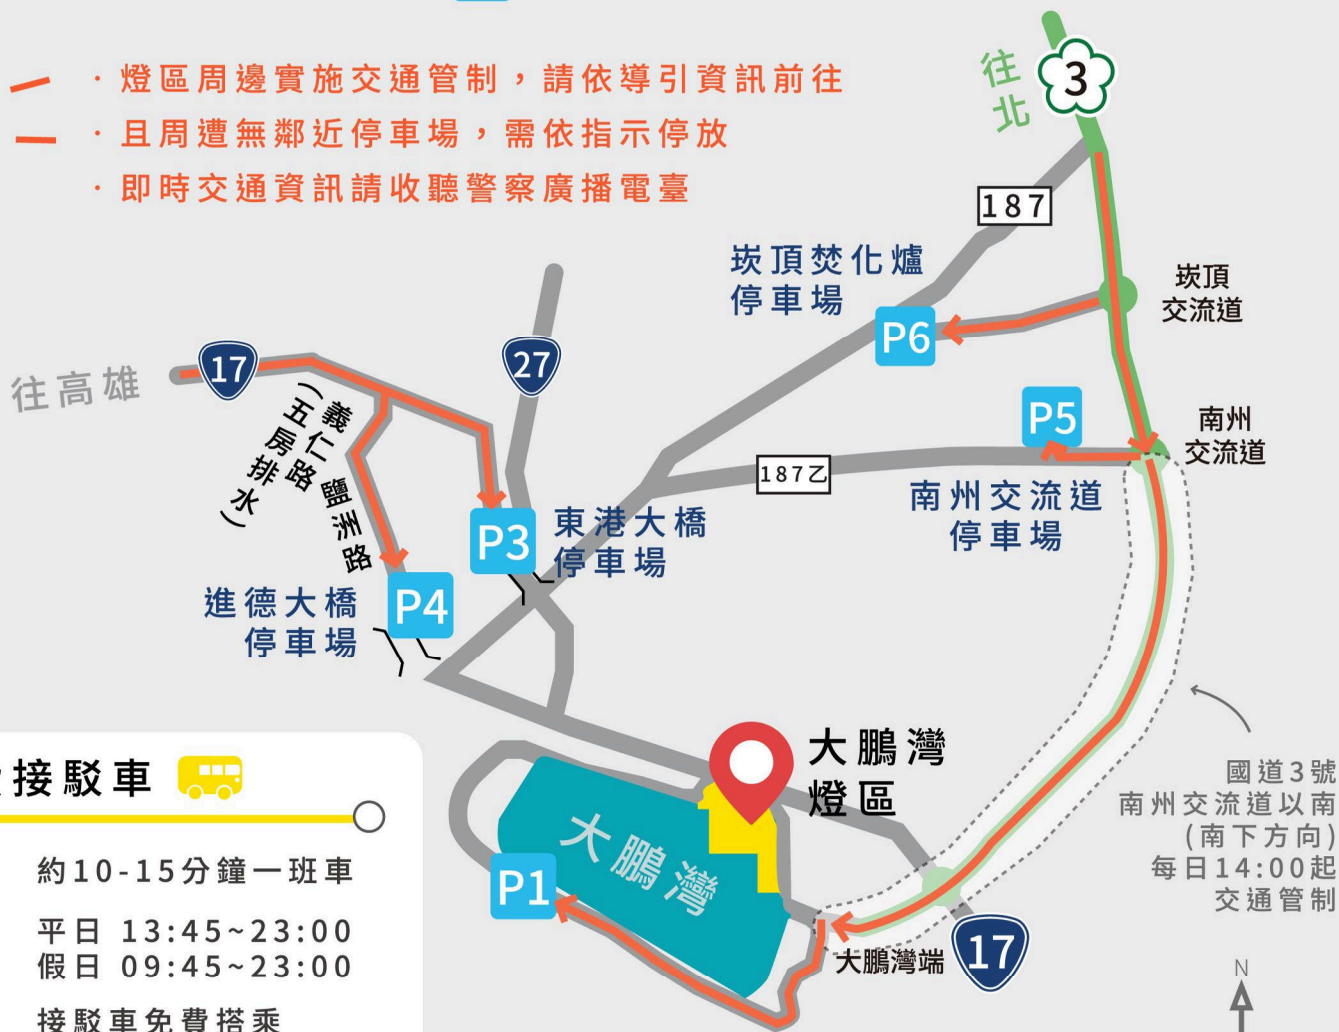 · 燈區周邊實施交通管制，請依導引資訊前往
· 且周遭無鄰近停車場，需依指示停放
· 即時交通資訊請收聽警察廣播電臺
往北
3
187
崁頂焚化爐
停車場
P6
崁頂
交流道
往高雄
17
27
義仁路
(五房排水)
鹽洲路
P5
南州
交流道
187乙
南州交流道
停車場
P3
東港大橋
停車場
P4
進德大橋
停車場
大鵬灣
燈區
大鵬灣
P1
國道3號
南州交流道以南
(南下方向)
每日14:00起
交通管制
大鵬灣端
17
N
接駁車
約10-15分鐘一班車
平日 13:45~23:00
假日 09:45~23:00
接駁車免費搭乘